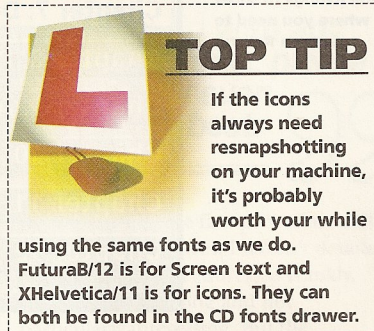 L
TOP TIP
If the icons
always need
resnapshotting
on your machine,
it's probably
worth your while
using the same fonts as we do.
FuturaB/12 is for Screen text and
XHelvetica/11 is for icons. They can
both be found in the CD fonts drawer.